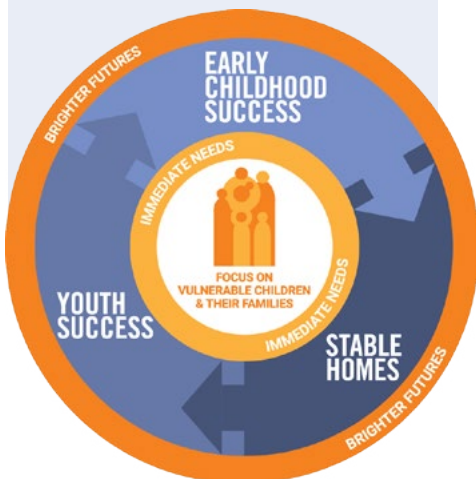 BRIGHTER FUTURES
EARLY
CHILDHOOD
SUCCESS
IMMEDIATE NEEDS
FOCUS ON
VULNERABLE CHILDREN
& THEIR FAMILIES
IMMEDIATE NEEDS
YOUTH
SUCCESS
STABLE
HOMES
BRIGHTER FUTURES